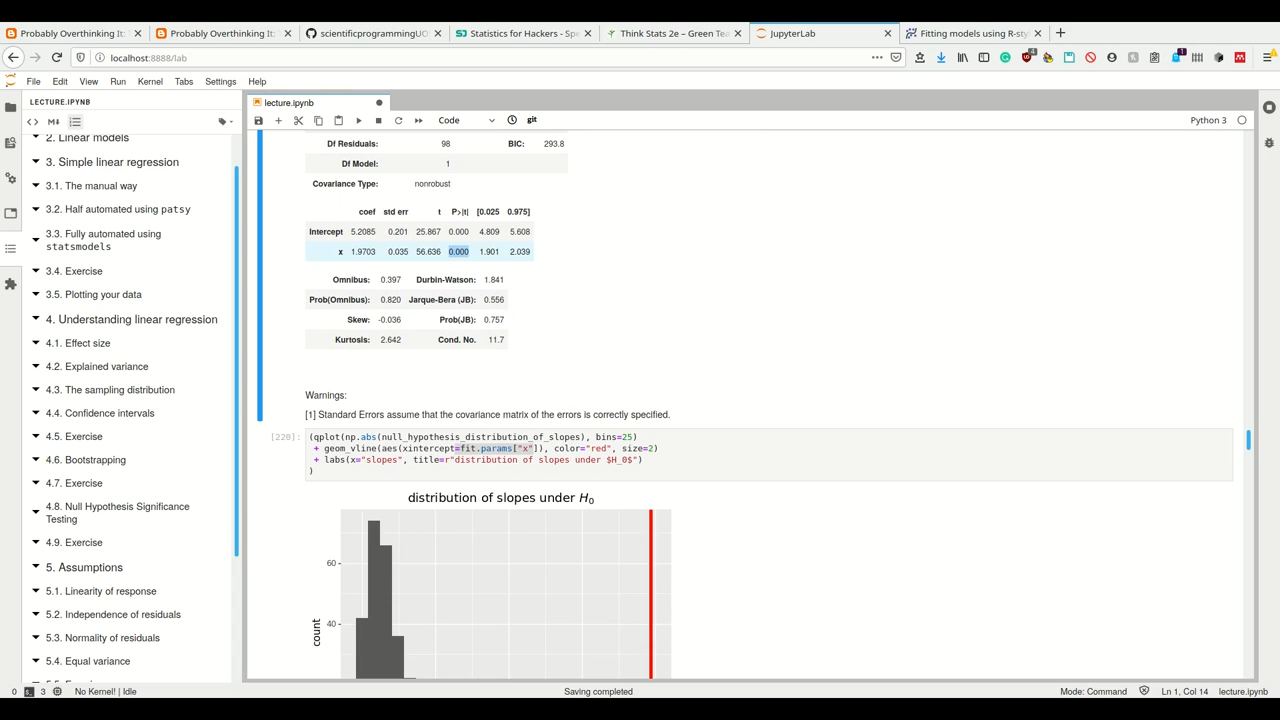 Probably Overthinking It:
Probably Overthinking It:
scientificprogrammingUO
Statistics for Hackers - Spe
Think Stats 2e – Green Tea
JupyterLab
Fitting models using R-sty
localhost:8888/lab
4
1
File Edit View Run Kernel Tabs Settings Help
LECTURE.IPYNB
2. Linear models
3. Simple linear regression
3.1. The manual way
3.2. Half automated using patsy
3.3. Fully automated using
statsmodels
3.4. Exercise
3.5. Plotting your data
4. Understanding linear regression
4.1. Effect size
4.2. Explained variance
4.3. The sampling distribution
4.4. Confidence intervals
4.5. Exercise
4.6. Bootstrapping
4.7. Exercise
4.8. Null Hypothesis Significance
Testing
4.9. Exercise
5. Assumptions
5.1. Linearity of response
5.2. Independence of residuals
5.3. Normality of residuals
5.4. Equal variance
lecture.ipynb
Code git Python 3
Df Residuals: 98 BIC: 293.8
Df Model: 1
Covariance Type: nonrobust
coef std err t P>|t| [0.025 0.975]
Intercept 5.2085 0.201 25.867 0.000 4.809 5.608
x 1.9703 0.035 56.636 0.000 1.901 2.039
Omnibus: 0.397 Durbin-Watson: 1.841
Prob(Omnibus): 0.820 Jarque-Bera (JB): 0.556
Skew: -0.036 Prob(JB): 0.757
Kurtosis: 2.642 Cond. No. 11.7
Warnings:
[1] Standard Errors assume that the covariance matrix of the errors is correctly specified.
[220]: (qplot(np.abs(null_hypothesis_distribution_of_slopes), bins=25)
+ geom_vline(aes(xintercept=fit.params["x"]), color="red", size=2)
+ labs(x="slopes", title=r"distribution of slopes under $H_0$")
)
distribution of slopes under H₀
60
40
count
0 3 No Kernel! | Idle Saving completed Mode: Command Ln 1, Col 14 lecture.ipynb